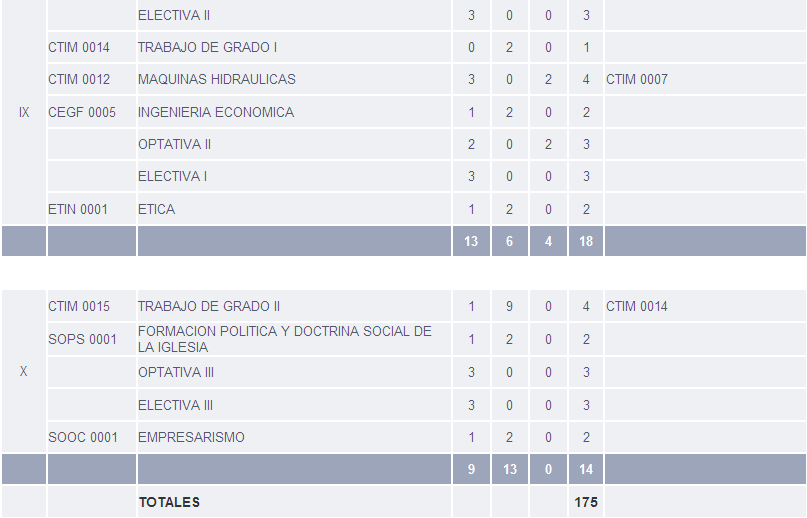 ELECTIVA II 3 0 0 3
CTIM 0014 TRABAJO DE GRADO I 0 2 0 1
CTIM 0012 MAQUINAS HIDRAULICAS 3 0 2 4 CTIM 0007
IX CEGF 0005 INGENIERIA ECONOMICA 1 2 0 2
OPTATIVA II 2 0 2 3
ELECTIVA I 3 0 0 3
ETIN 0001 ETICA 1 2 0 2
13 6 4 18
CTIM 0015 TRABAJO DE GRADO II 1 9 0 4 CTIM 0014
SOPS 0001 FORMACION POLITICA Y DOCTRINA SOCIAL DE
LA IGLESIA 1 2 0 2
X OPTATIVA III 3 0 0 3
ELECTIVA III 3 0 0 3
SOOC 0001 EMPRESARISMO 1 2 0 2
9 13 0 14
TOTALES 175